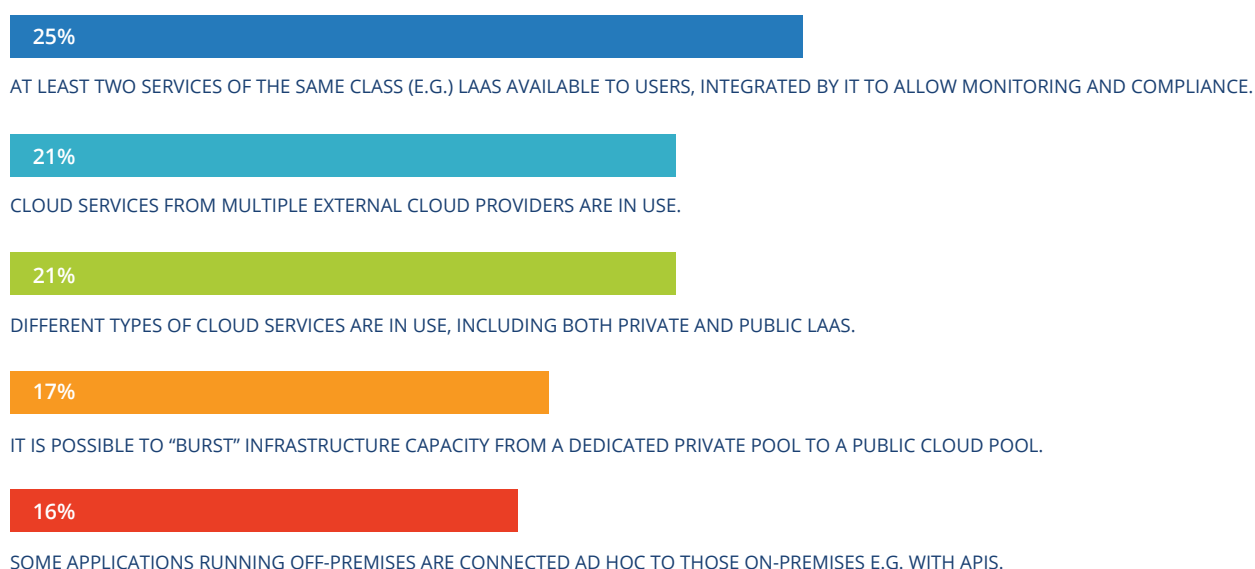 25%
AT LEAST TWO SERVICES OF THE SAME CLASS (E.G.) LAAS AVAILABLE TO USERS, INTEGRATED BY IT TO ALLOW MONITORING AND COMPLIANCE.
21%
CLOUD SERVICES FROM MULTIPLE EXTERNAL CLOUD PROVIDERS ARE IN USE.
21%
DIFFERENT TYPES OF CLOUD SERVICES ARE IN USE, INCLUDING BOTH PRIVATE AND PUBLIC LAAS.
17%
IT IS POSSIBLE TO “BURST” INFRASTRUCTURE CAPACITY FROM A DEDICATED PRIVATE POOL TO A PUBLIC CLOUD POOL.
16%
SOME APPLICATIONS RUNNING OFF-PREMISES ARE CONNECTED AD HOC TO THOSE ON-PREMISES E.G. WITH APIS.